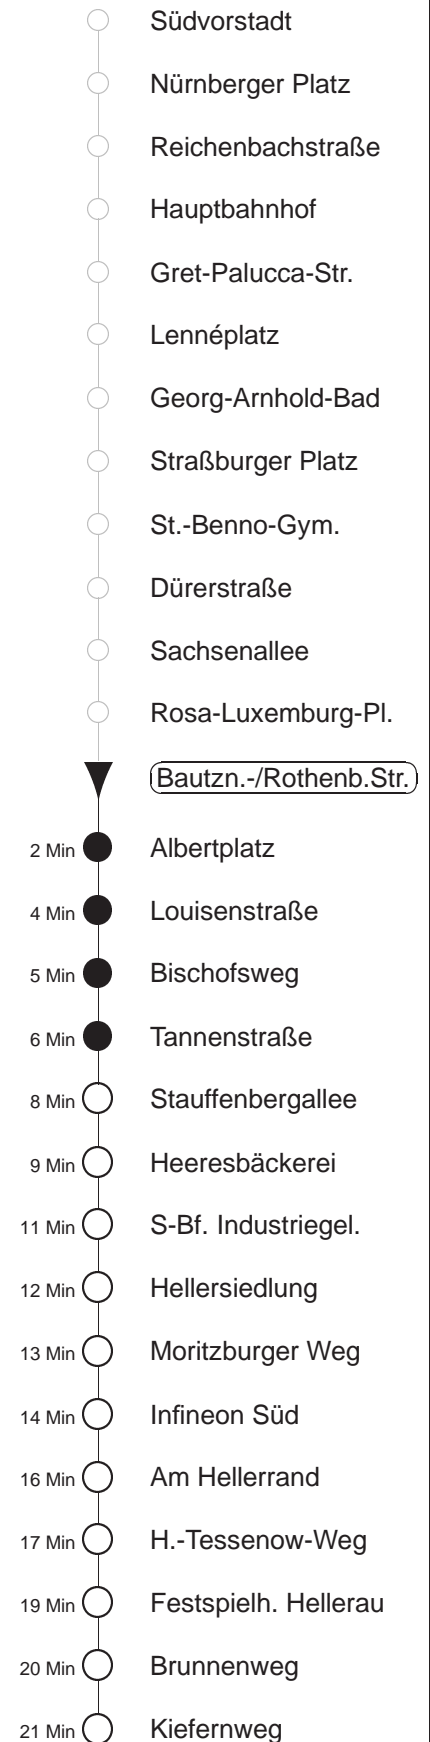 Südvorstadt
Nürnberger Platz
Reichenbachstraße
Hauptbahnhof
Gret-Palucca-Str.
Lennéplatz
Georg-Arnhold-Bad
Straßburger Platz
St.-Benno-Gym.
Dürerstraße
Sachsenallee
Rosa-Luxemburg-Pl.
Bautzn.-/Rothenb.Str.
2 Min Albertplatz
4 Min Louisenstraße
5 Min Bischofsweg
6 Min Tannenstraße
8 Min Stauffenbergallee
9 Min Heeresbäckerei
11 Min S-Bf. Industriegel.
12 Min Hellersiedlung
13 Min Moritzburger Weg
14 Min Infineon Süd
16 Min Am Hellerrand
17 Min H.-Tessenow-Weg
19 Min Festspielh. Hellerau
20 Min Brunnenweg
21 Min Kiefernweg